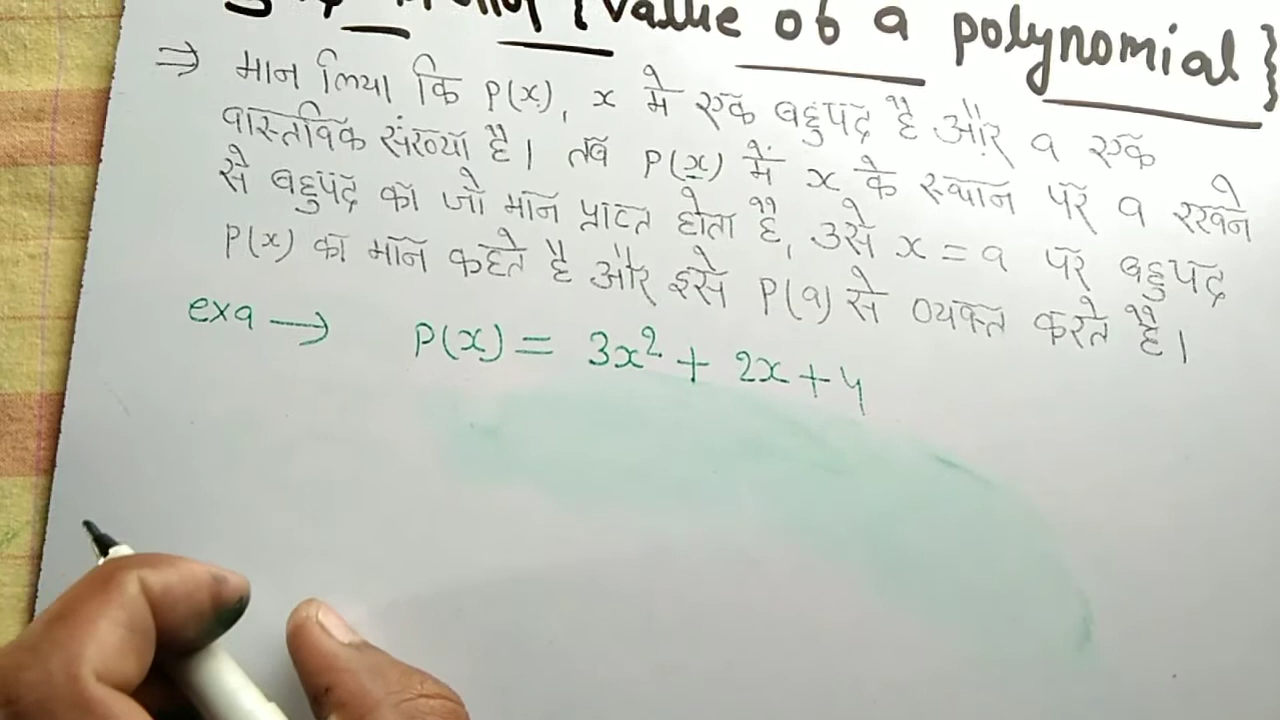 {Value of a polynomial}
⇒ मान लिया कि P(x), x मे एक बहुपद है और a एक
वास्तविक संख्या है। तब P(x) में x के स्थान पर a रखने
से बहुपद का जो मान प्राप्त होता है, उसे x = a पर बहुपद
P(x) का मान कहते है और इसे P(a) से व्यक्त करते है।
exa → P(x) = 3x² + 2x + 4